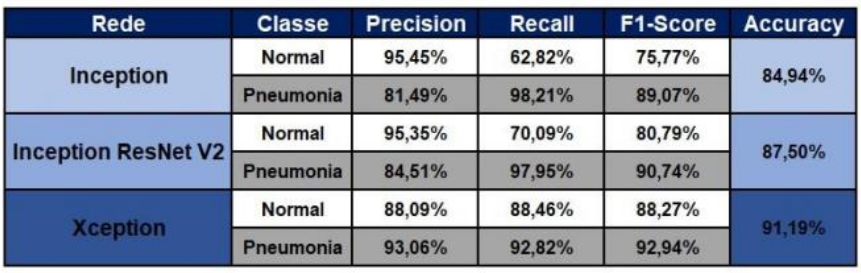 Rede Classe Precision Recall F1-Score Accuracy
Inception Normal 95,45% 62,82% 75,77% 84,94%
Pneumonia 81,49% 98,21% 89,07%
Inception ResNet V2 Normal 95,35% 70,09% 80,79% 87,50%
Pneumonia 84,51% 97,95% 90,74%
Xception Normal 88,09% 88,46% 88,27% 91,19%
Pneumonia 93,06% 92,82% 92,94%